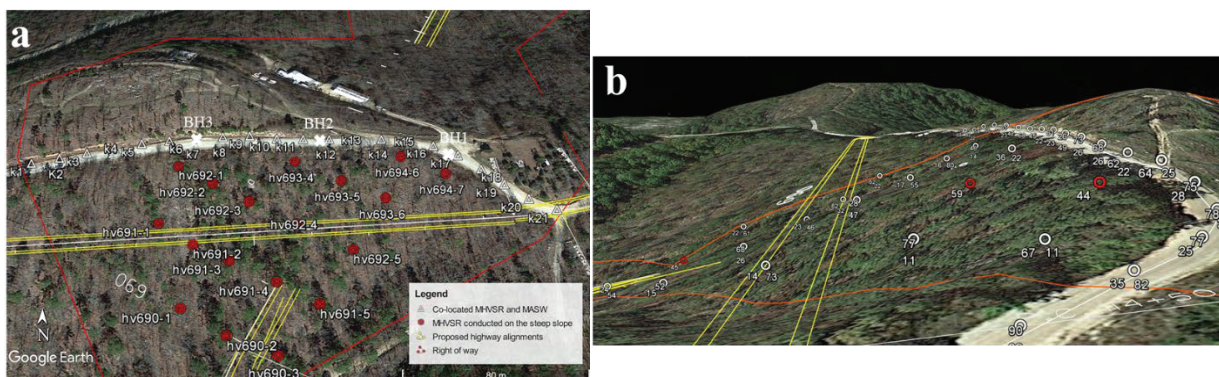 a
BH3
BH2
BH1
k1
K2
k3
k4
k5
k6
k7
k8
k9
k10
k11
k12
k13
k14
k15
k16
k17
k18
k19
k20
k21
hv692-1
hv692-2
hv692-3
hv693-4
hv693-5
hv694-6
hv694-7
hv693-6
hv692-4
hv691-1
hv691-2
hv691-3
hv692-5
hv691-4
hv691-5
hv690-1
hv690-2
hv690-3
069
N
Google Earth
Legend
Co-located MHVSR and MASW
MHVSR conducted on the steep slope
Proposed highway alignments
Right of way
80 m
b
36
22
26
62
22
64
25
75
28
59
44
17
55
47
77
11
67
11
25
35
82
14
73
26
15
54
90